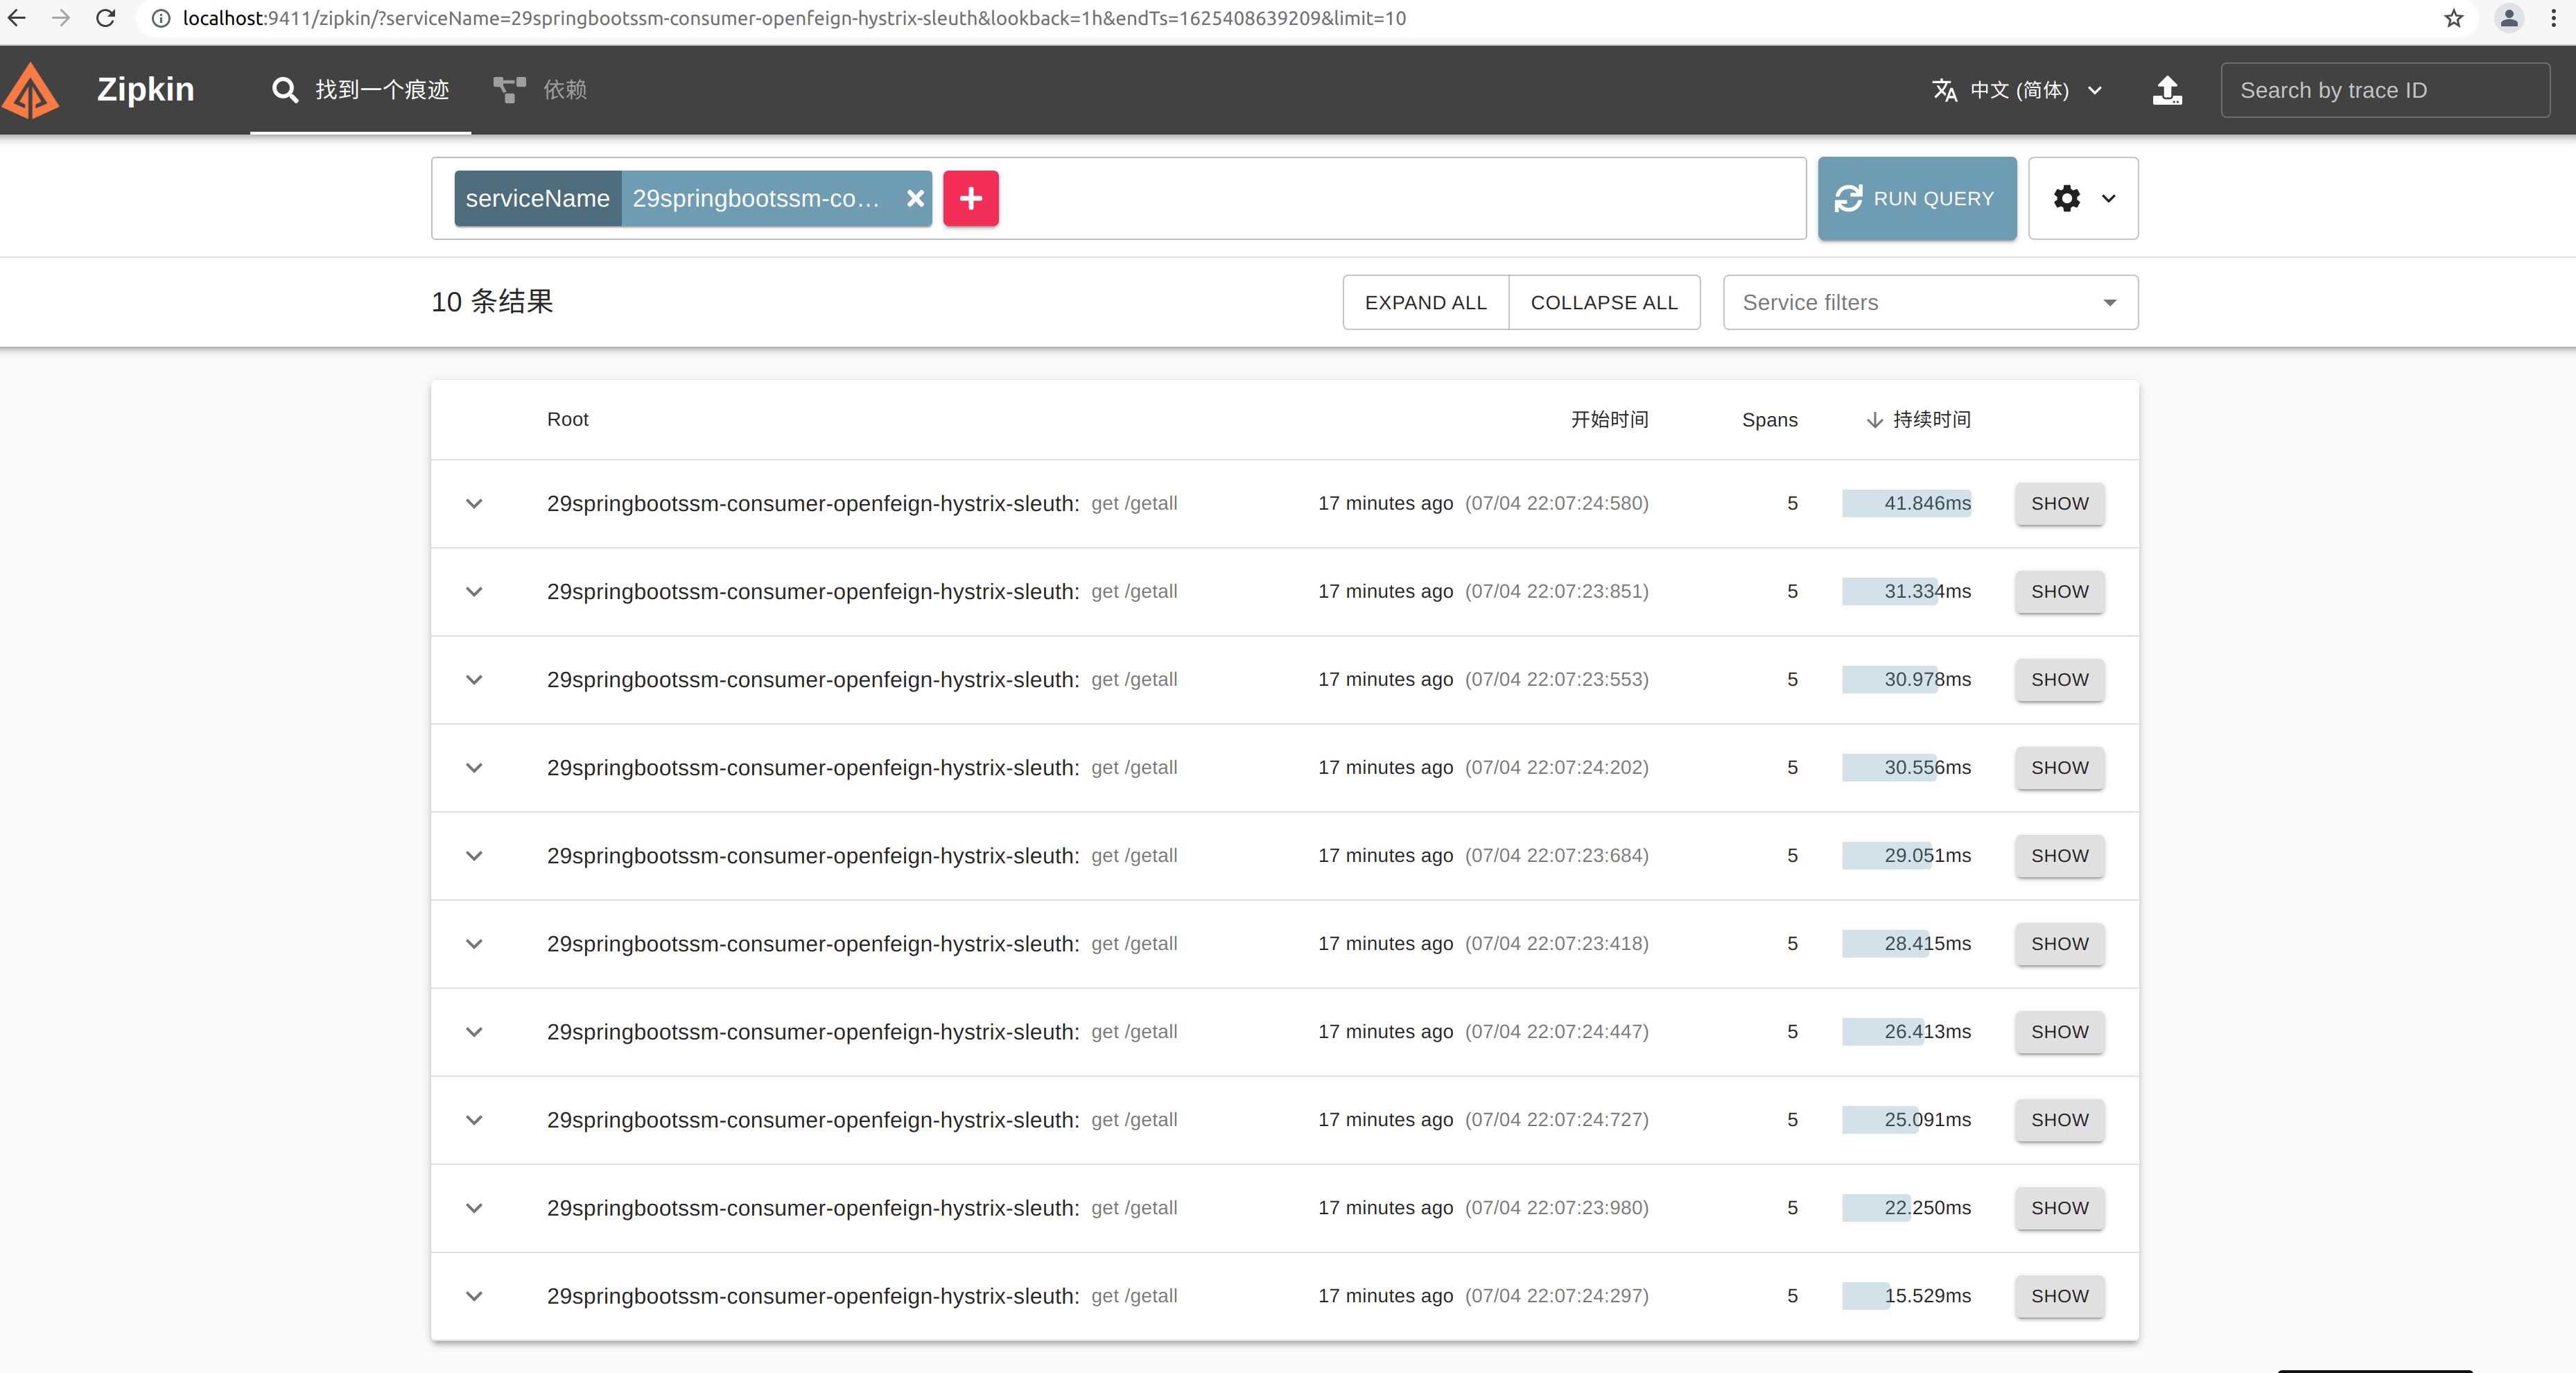 localhost:9411/zipkin/?serviceName=29springbootssm-consumer-openfeign-hystrix-sleuth&lookback=1h&endTs=1625408639209&limit=10
Zipkin 找到一个痕迹 依赖 中文 (简体) Search by trace ID
serviceName 29springbootssm-co... RUN QUERY
10 条结果 EXPAND ALL COLLAPSE ALL Service filters
Root 开始时间 Spans 持续时间
29springbootssm-consumer-openfeign-hystrix-sleuth: get /getall 17 minutes ago (07/04 22:07:24:580) 5 41.846ms SHOW
29springbootssm-consumer-openfeign-hystrix-sleuth: get /getall 17 minutes ago (07/04 22:07:23:851) 5 31.334ms SHOW
29springbootssm-consumer-openfeign-hystrix-sleuth: get /getall 17 minutes ago (07/04 22:07:23:553) 5 30.978ms SHOW
29springbootssm-consumer-openfeign-hystrix-sleuth: get /getall 17 minutes ago (07/04 22:07:24:202) 5 30.556ms SHOW
29springbootssm-consumer-openfeign-hystrix-sleuth: get /getall 17 minutes ago (07/04 22:07:23:684) 5 29.051ms SHOW
29springbootssm-consumer-openfeign-hystrix-sleuth: get /getall 17 minutes ago (07/04 22:07:23:418) 5 28.415ms SHOW
29springbootssm-consumer-openfeign-hystrix-sleuth: get /getall 17 minutes ago (07/04 22:07:24:447) 5 26.413ms SHOW
29springbootssm-consumer-openfeign-hystrix-sleuth: get /getall 17 minutes ago (07/04 22:07:24:727) 5 25.091ms SHOW
29springbootssm-consumer-openfeign-hystrix-sleuth: get /getall 17 minutes ago (07/04 22:07:23:980) 5 22.250ms SHOW
29springbootssm-consumer-openfeign-hystrix-sleuth: get /getall 17 minutes ago (07/04 22:07:24:297) 5 15.529ms SHOW